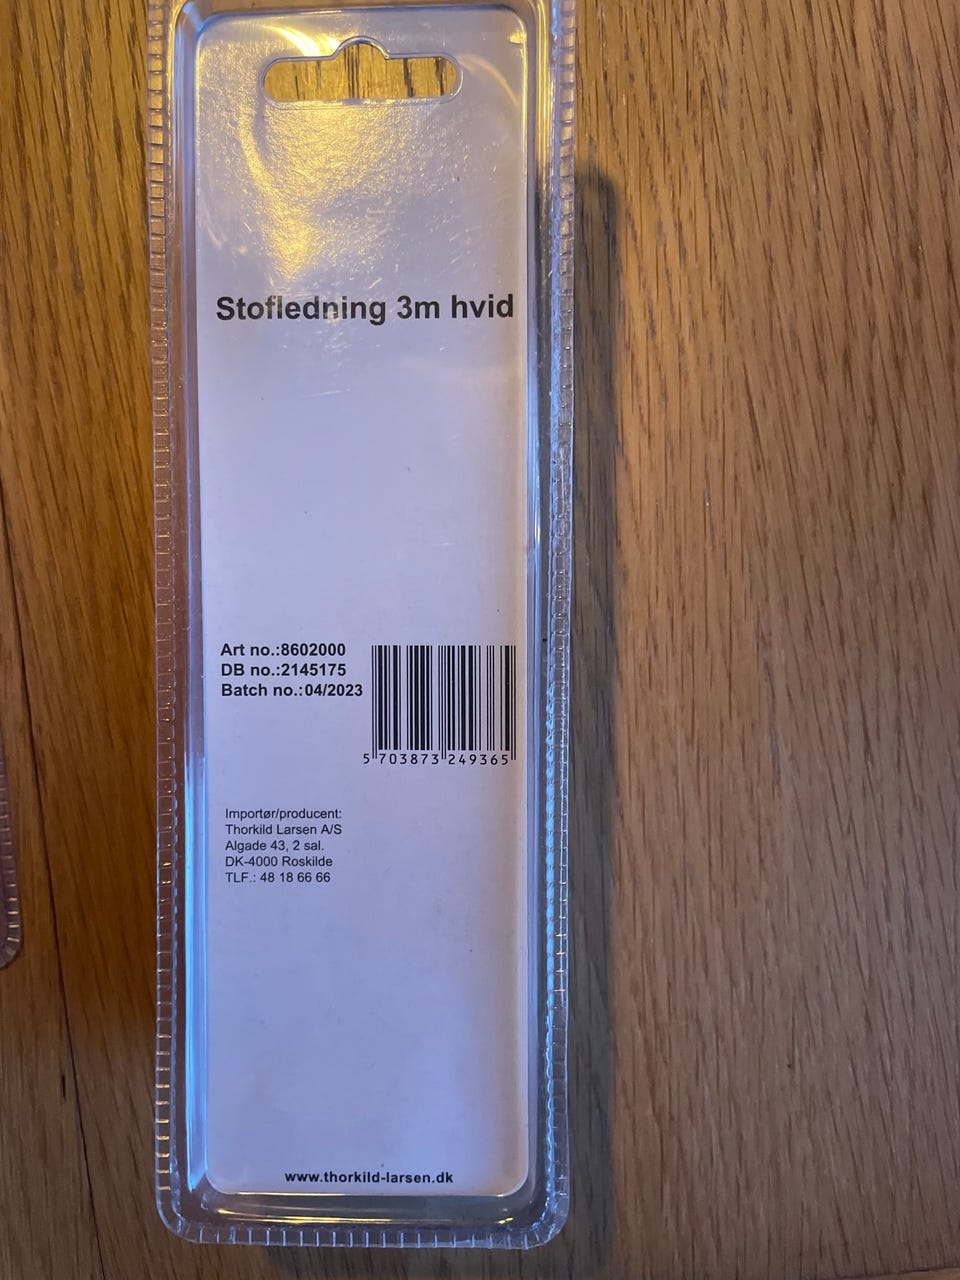 Stofledning 3m hvid
Art no.:8602000
DB no.:2145175
Batch no.:04/2023
5 703873 249365
Importør/producent:
Thorkild Larsen A/S
Algade 43, 2 sal.
DK-4000 Roskilde
TLF.: 48 18 66 66
www.thorkild-larsen.dk